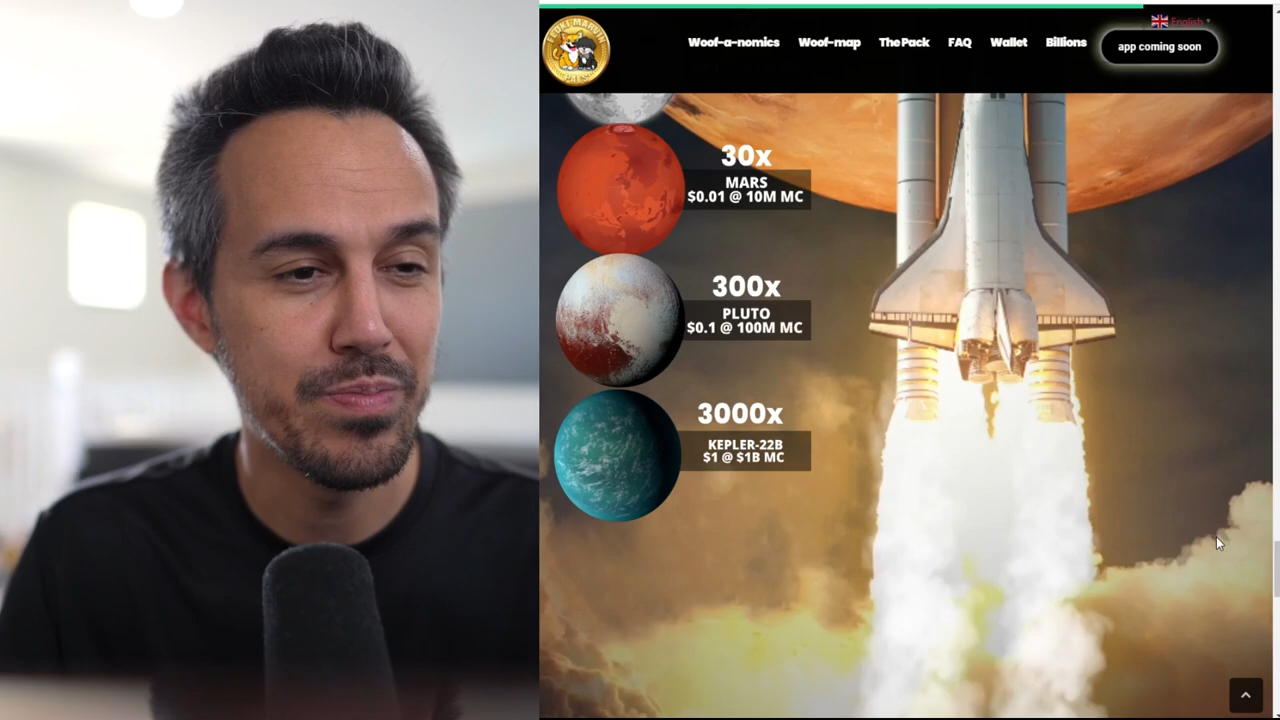 English
Woof-a-nomics Woof-map The Pack FAQ Wallet Billions app coming soon
30x
MARS
$0.01 @ 10M MC
300x
PLUTO
$0.1 @ 100M MC
3000x
KEPLER-22B
$1 @ $1B MC